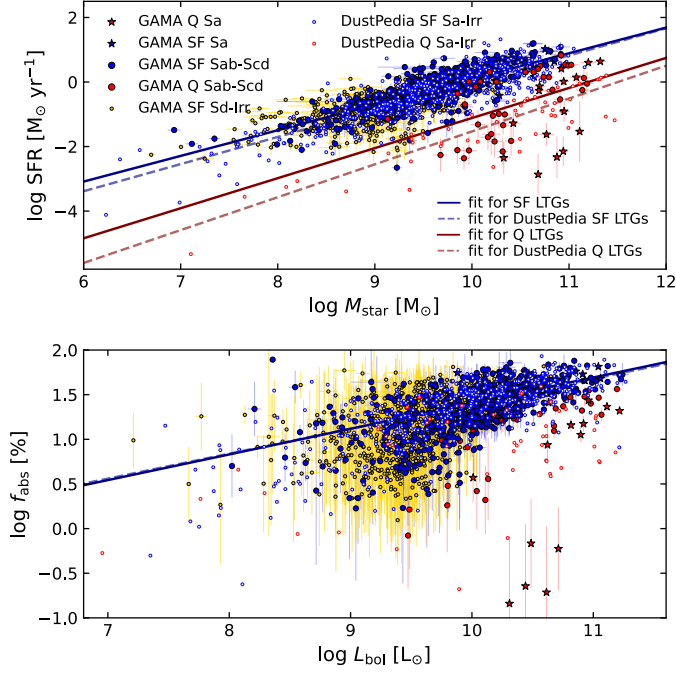 GAMA Q Sa
GAMA SF Sa
GAMA SF Sab-Scd
GAMA Q Sab-Scd
GAMA SF Sd-Irr
DustPedia SF Sa-Irr
DustPedia Q Sa-Irr
0
−2
−4
log SFR [M⊙ yr⁻¹]
fit for SF LTGs
fit for DustPedia SF LTGs
fit for Q LTGs
fit for DustPedia Q LTGs
6 7 8 9 10 11 12
log Mstar [M⊙]
2.0
1.5
1.0
0.5
0.0
−0.5
−1.0
log fabs [%]
7 8 9 10 11
log Lbol [L⊙]